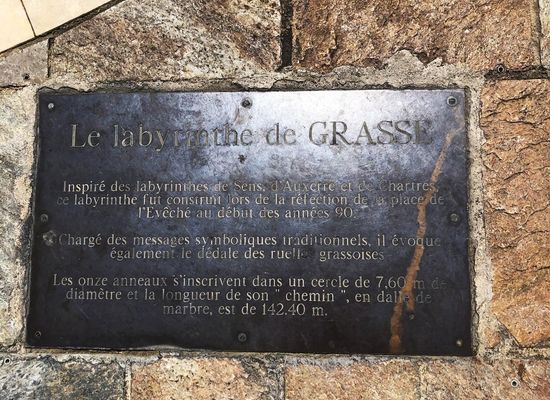 Le labyrinthe de GRASSE
Inspiré des labyrinthes de Sens, d'Auxerre et de Chartres,
ce labyrinthe fut construit lors de la réfection de la place de
l'Evêché au début des années 90.
Chargé des messages symboliques traditionnels, il évoque
également le dédale des ruelles grassoises
Les onze anneaux s'inscrivent dans un cercle de 7,60 m de
diamètre et la longueur de son " chemin ", en dalle de
marbre, est de 142.40 m.